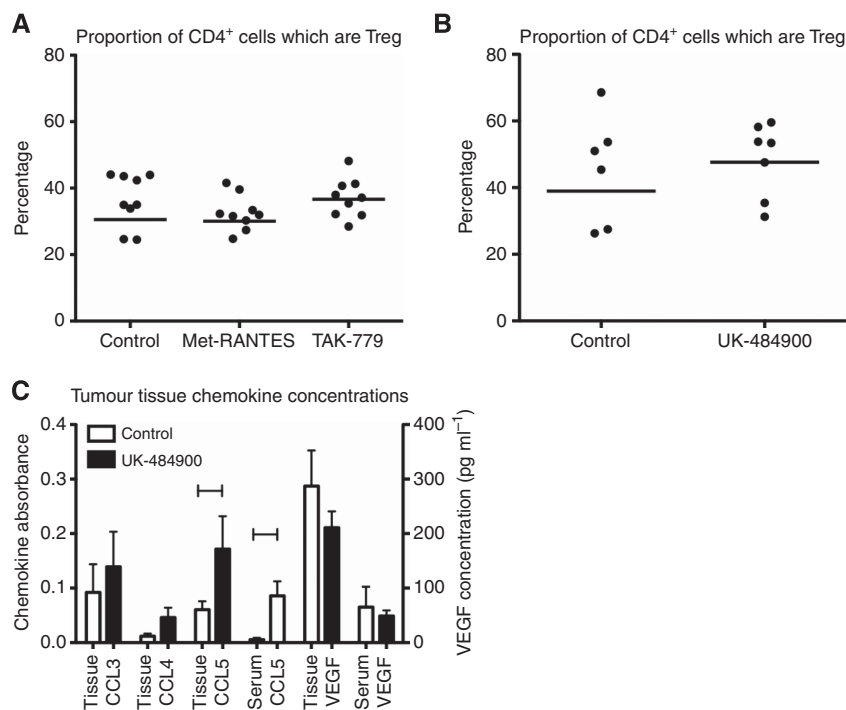 A
Proportion of CD4⁺ cells which are Treg
Percentage
80
60
40
20
0
Control
Met-RANTES
TAK-779
B
Proportion of CD4⁺ cells which are Treg
Percentage
80
60
40
20
0
Control
UK-484900
C
Tumour tissue chemokine concentrations
Chemokine absorbance
0.4
0.3
0.2
0.1
0.0
Control
UK-484900
400
300
200
100
0
VEGF concentration (pg ml⁻¹)
Tissue
CCL3
Tissue
CCL4
Tissue
CCL5
Serum
CCL5
Tissue
VEGF
Serum
VEGF